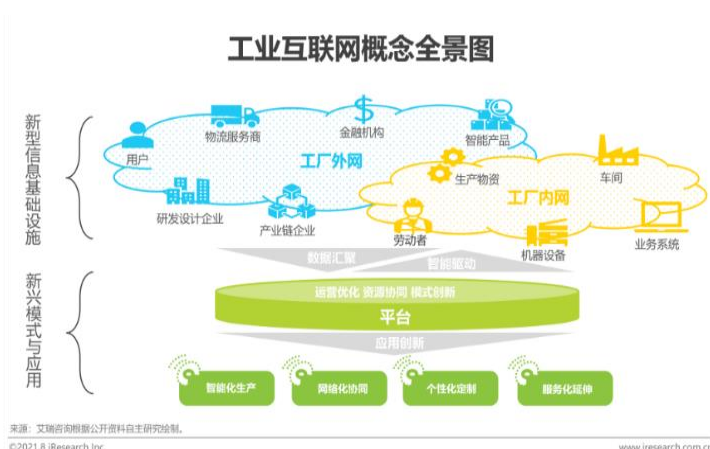 工业互联网概念全景图
新型信息基础设施
用户
物流服务商
金融机构
智能产品
工厂外网
研发设计企业
产业链企业
生产物资
车间
工厂内网
劳动者
机器设备
业务系统
数据汇聚
智能驱动
新兴模式与应用
运营优化 资源协同 模式创新
平台
应用创新
智能化生产
网络化协同
个性化定制
服务化延伸
来源：艾瑞咨询根据公开资料自主研究绘制。
©2021.8 iResearch Inc.
www.iresearch.com.cn